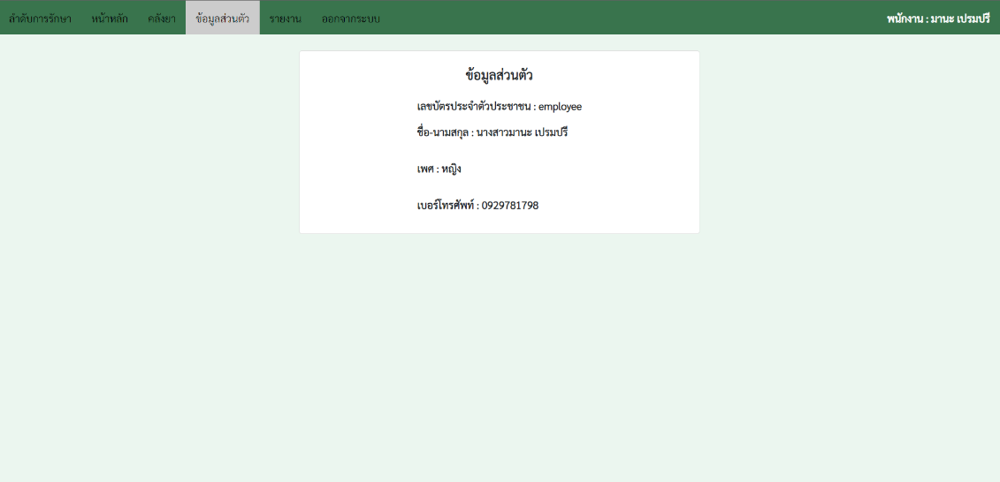 ลำดับการรักษา หน้าหลัก คลังยา ข้อมูลส่วนตัว รายงาน ออกจากระบบ พนักงาน : มานะ เปรมปรี
ข้อมูลส่วนตัว
เลขบัตรประจำตัวประชาชน : employee
ชื่อ-นามสกุล : นางสาวมานะ เปรมปรี
เพศ : หญิง
เบอร์โทรศัพท์ : 0929781798